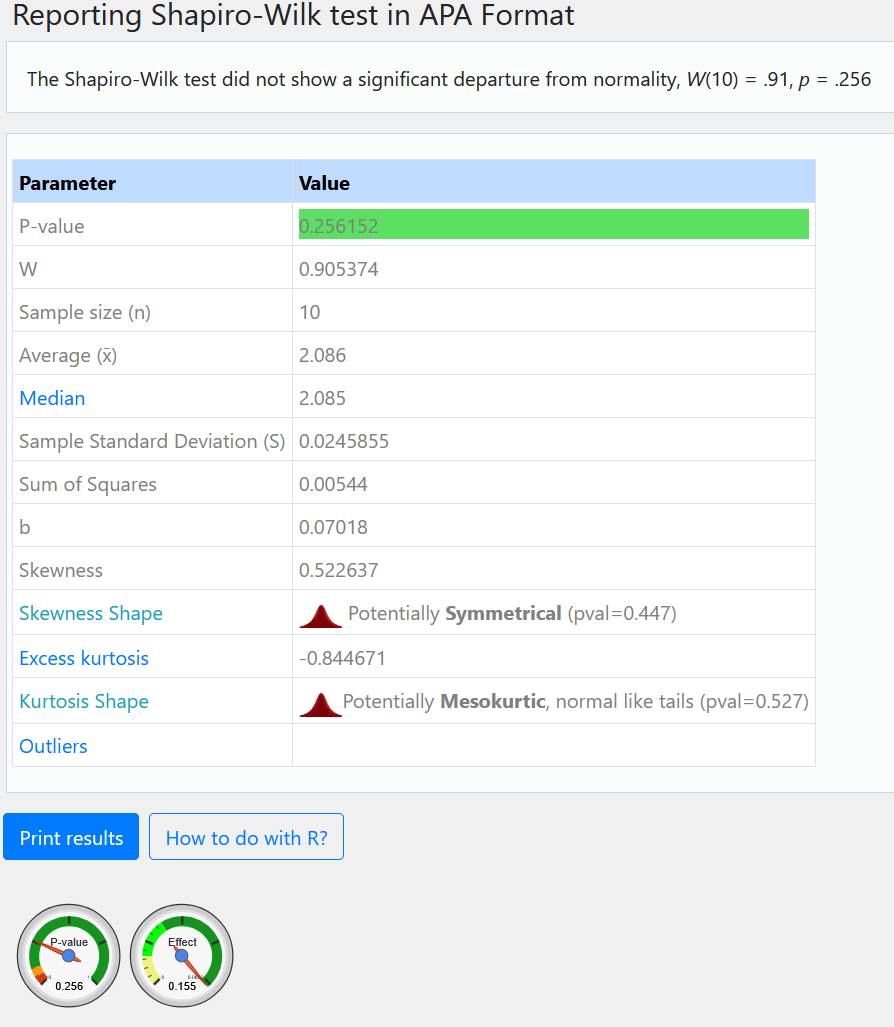 Reporting Shapiro-Wilk test in APA Format
The Shapiro-Wilk test did not show a significant departure from normality, W(10) = .91, p = .256
Parameter Value
P-value 0.256152
W 0.905374
Sample size (n) 10
Average (x̄) 2.086
Median 2.085
Sample Standard Deviation (S) 0.0245855
Sum of Squares 0.00544
b 0.07018
Skewness 0.522637
Skewness Shape Potentially Symmetrical (pval=0.447)
Excess kurtosis -0.844671
Kurtosis Shape Potentially Mesokurtic, normal like tails (pval=0.527)
Outliers
Print results How to do with R?
P-value Effect
0.256 0.155